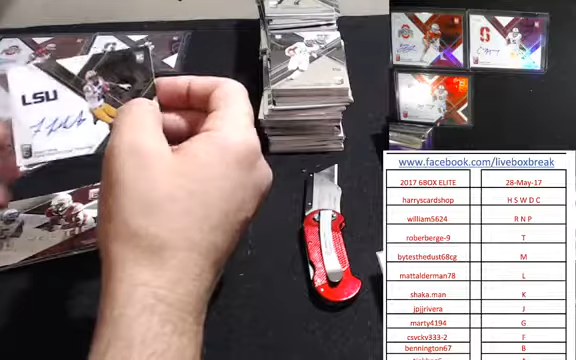 LSU
www.facebook.com/liveboxbreak
2017 6BOX ELITE 28-May-17
harryscardshop H S W D C
william5624 R N P
roberberge-9 T
bytesthedust68cg M
mattalderman78 L
shaka.man K
jpjjrivera J
marty4194 G
csvckv333-2 F
bennington67 B